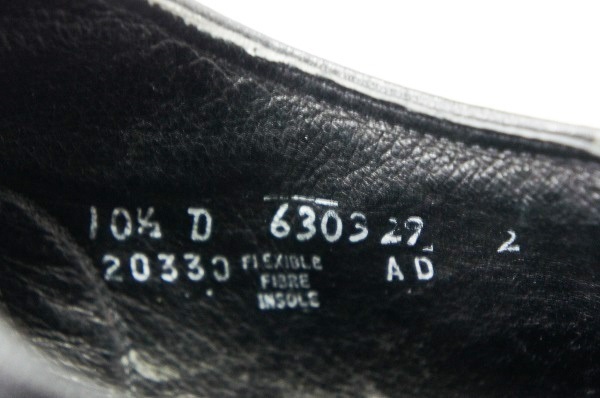 10½ D 6303 29 2
20330 FLEXIBLE AD
FIBRE
INSOLE